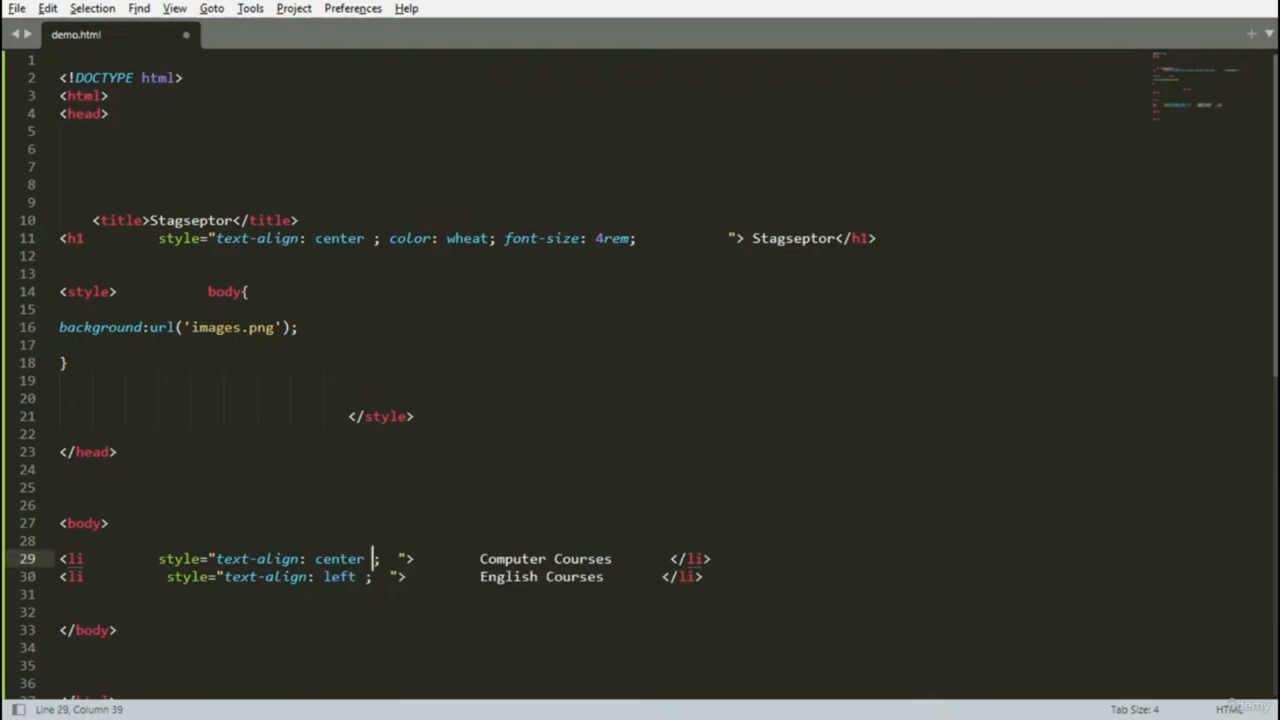 File Edit Selection Find View Goto Tools Project Preferences Help
demo.html
1
2 <!DOCTYPE html>
3 <html>
4 <head>
5
6
7
8
9
10 <title>Stagseptor</title>
11 <h1 style="text-align: center ; color: wheat; font-size: 4rem; "> Stagseptor</h1>
12
13
14 <style> body{
15
16 background:url('images.png');
17
18 }
19
20
21 </style>
22
23 </head>
24
25
26
27 <body>
28
29 <li style="text-align: center ; "> Computer Courses </li>
30 <li style="text-align: left ; "> English Courses </li>
31
32
33 </body>
34
35
36
37 </html>
Line 29, Column 39 Tab Size: 4 HTML
Udemy